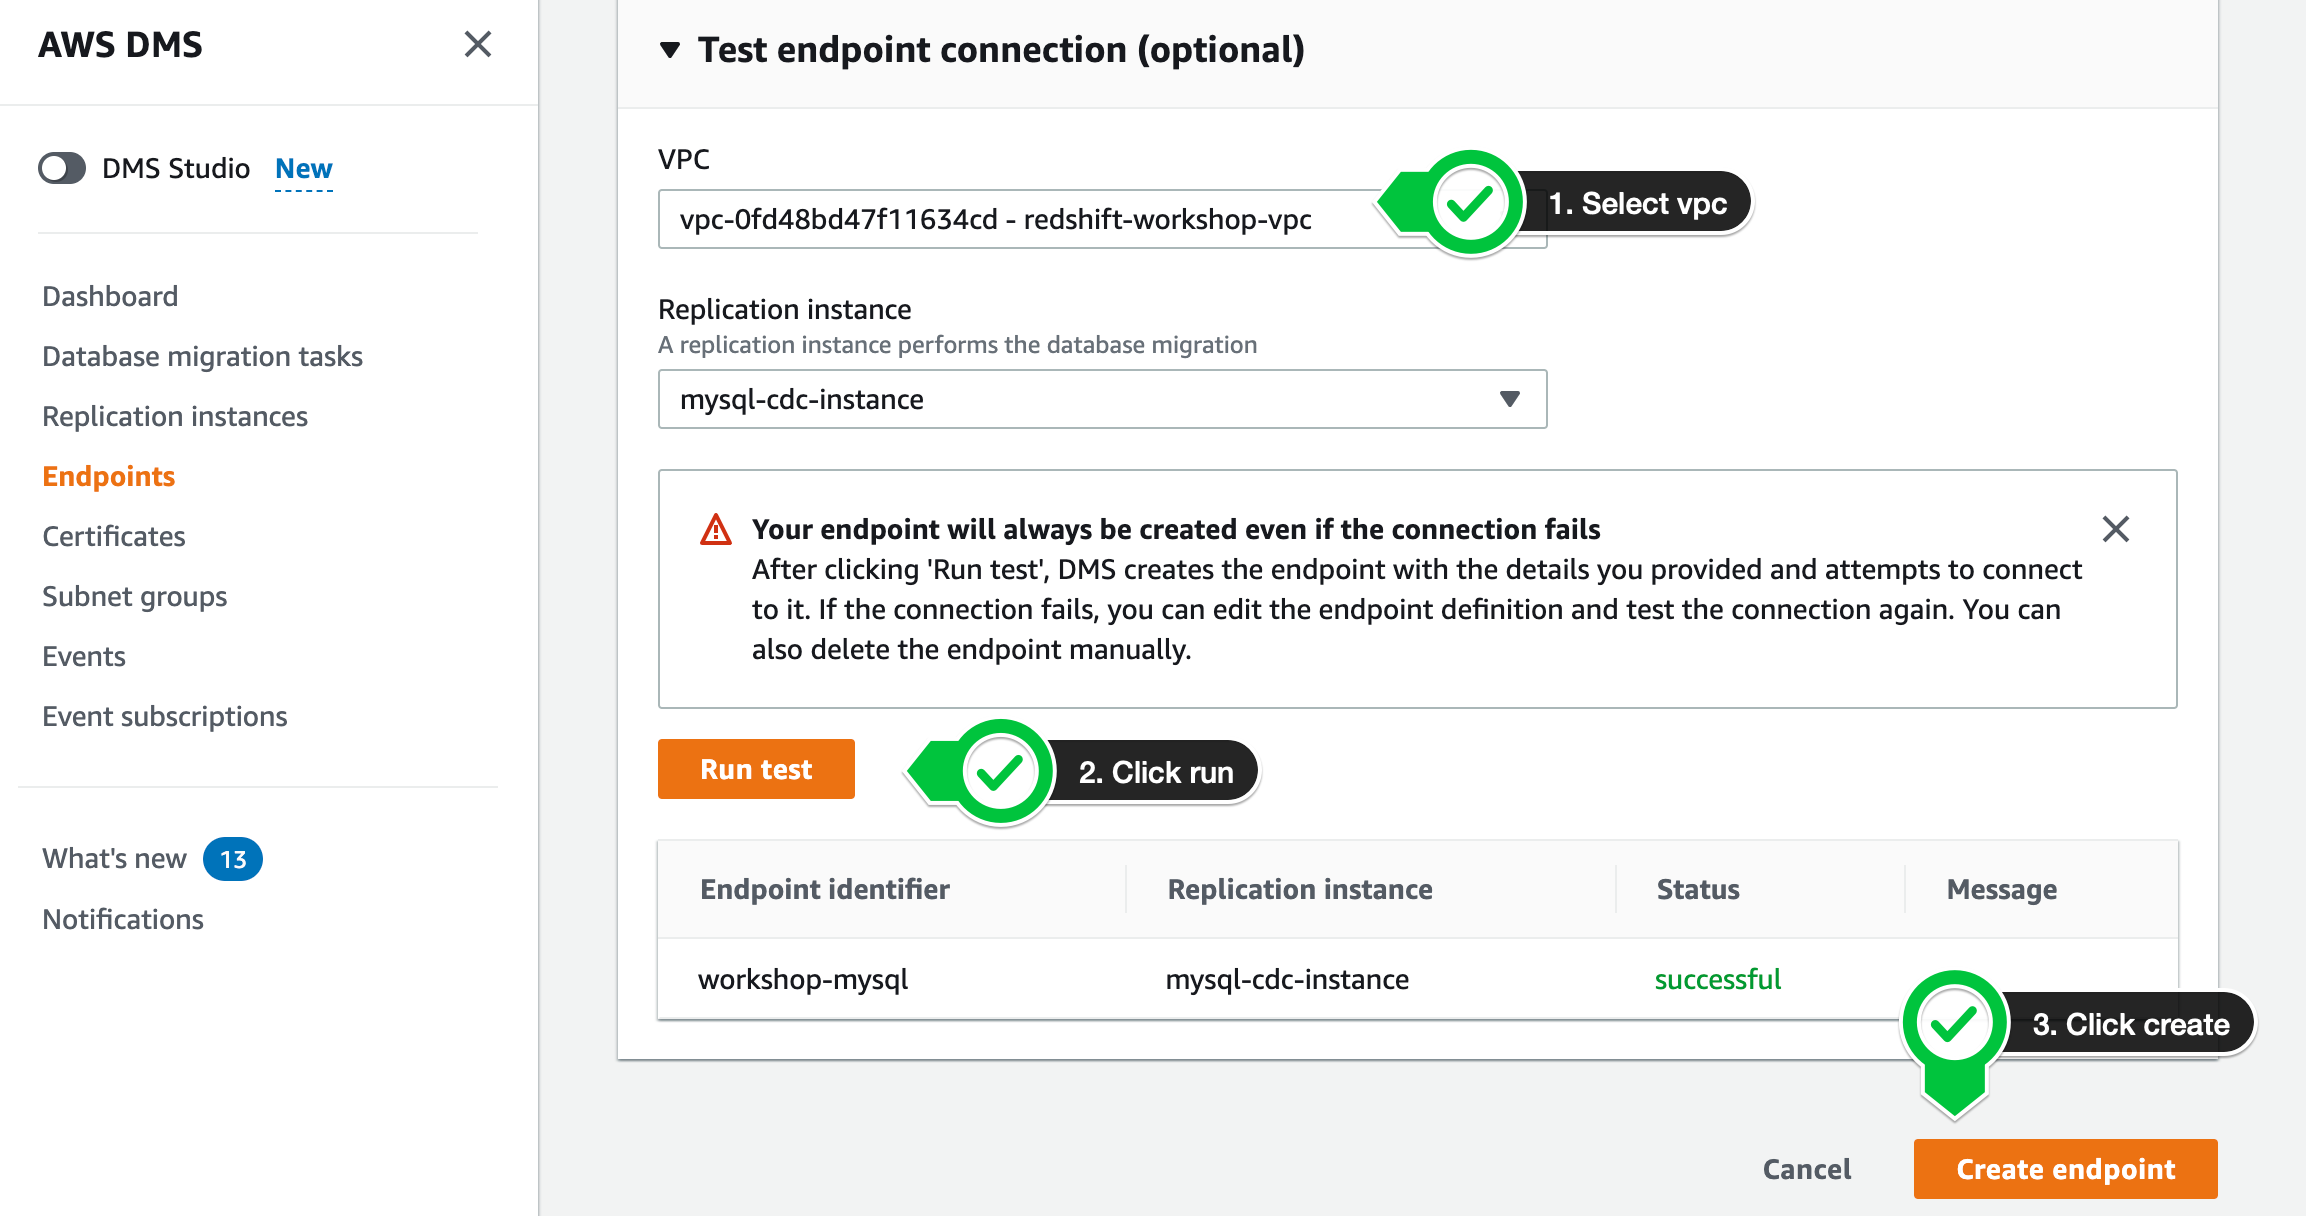 AWS DMS
DMS Studio New
Dashboard
Database migration tasks
Replication instances
Endpoints
Certificates
Subnet groups
Events
Event subscriptions
What's new 13
Notifications
Test endpoint connection (optional)
VPC
vpc-0fd48bd47f11634cd - redshift-workshop-vpc
1. Select vpc
Replication instance
A replication instance performs the database migration
mysql-cdc-instance
Your endpoint will always be created even if the connection fails
After clicking 'Run test', DMS creates the endpoint with the details you provided and attempts to connect
to it. If the connection fails, you can edit the endpoint definition and test the connection again. You can
also delete the endpoint manually.
Run test
2. Click run
Endpoint identifier Replication instance Status Message
workshop-mysql mysql-cdc-instance successful
3. Click create
Cancel Create endpoint